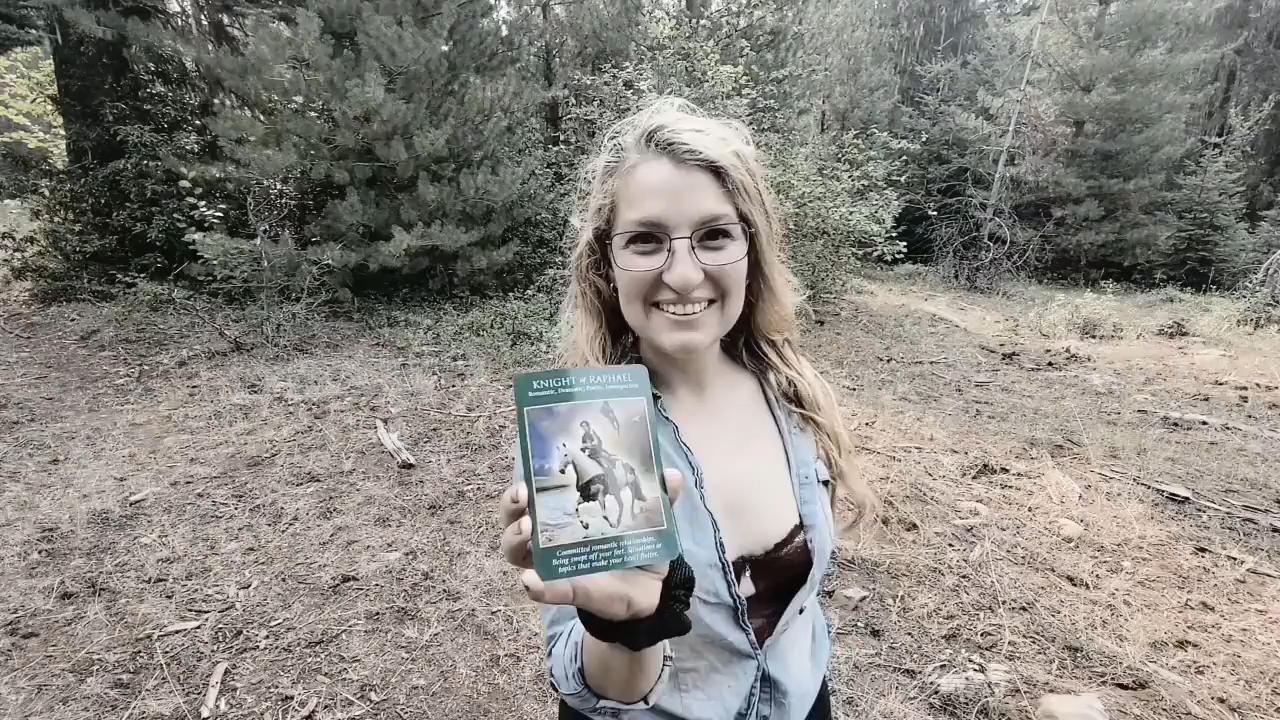 KNIGHT of RAPHAEL
Romantic, Dramatic, Poetic, Introspective
Committed romantic relationships.
Being swept off your feet. Situations or
topics that make your heart flutter.